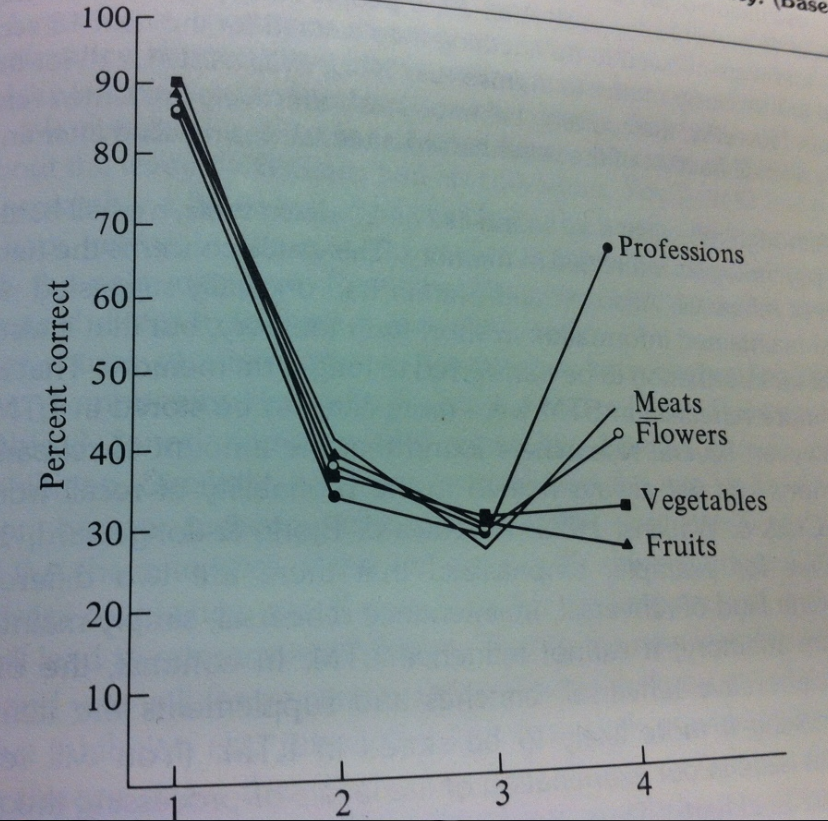 y. (Base
100
90
80
70
60
50
40
30
20
10
Percent correct
Professions
Meats
Flowers
Vegetables
Fruits
1
2
3
4